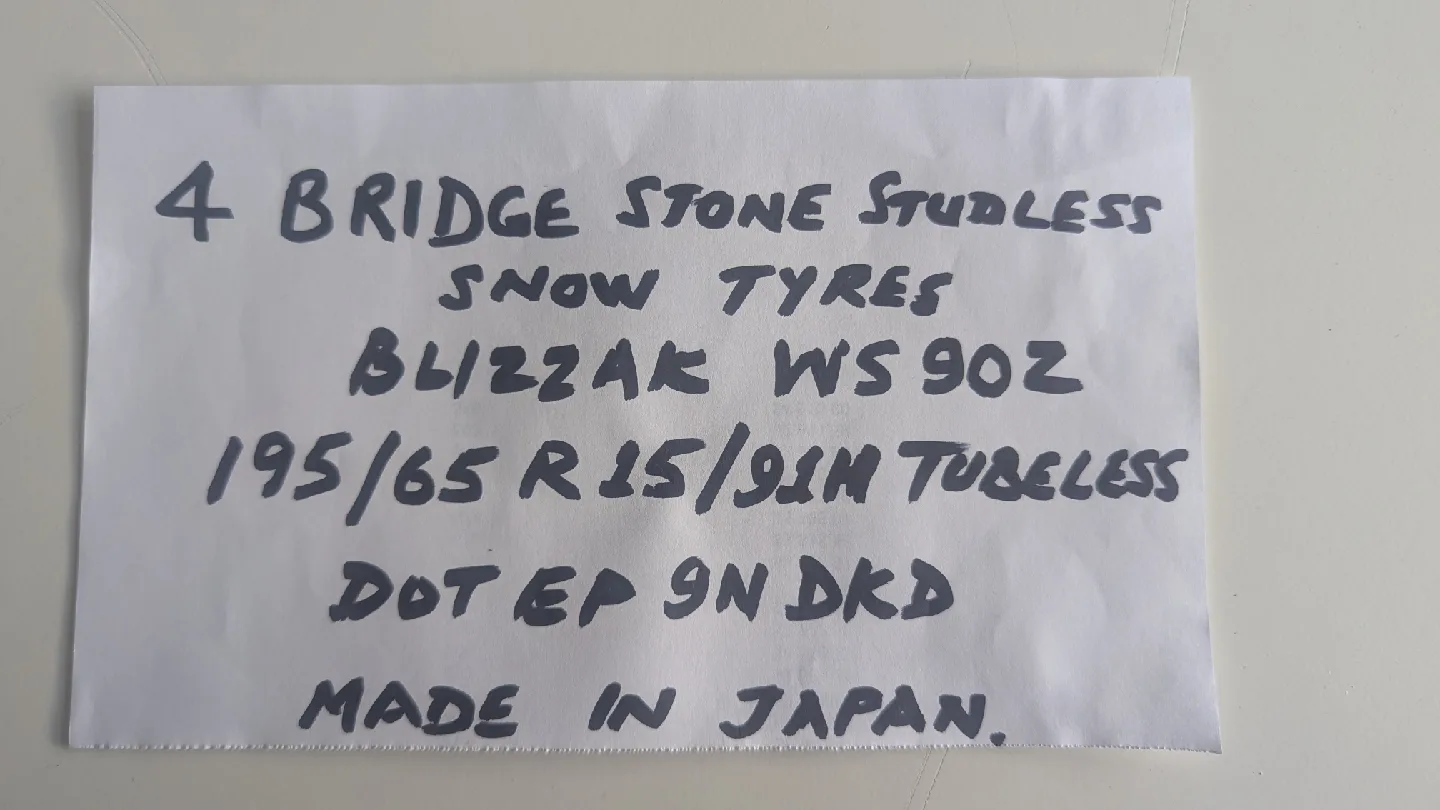 4 BRIDGE STONE STUDLESS
SNOW TYRES
BLIZZAK WS 90Z
195/65 R 15/91H TUBELESS
DOT EP 9N DKD
MADE IN JAPAN.